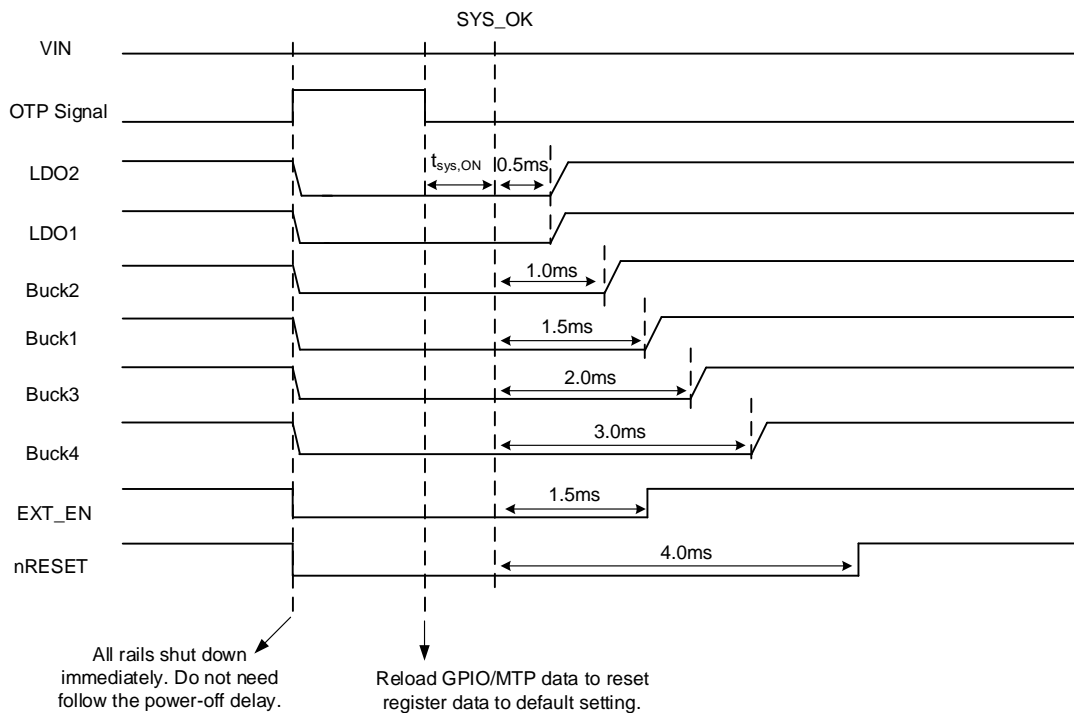 SYS_OK
VIN
OTP Signal
LDO2
tsys,ON
0.5ms
LDO1
Buck2
1.0ms
Buck1
1.5ms
Buck3
2.0ms
Buck4
3.0ms
EXT_EN
1.5ms
nRESET
4.0ms
All rails shut down
immediately. Do not need
follow the power-off delay.
Reload GPIO/MTP data to reset
register data to default setting.